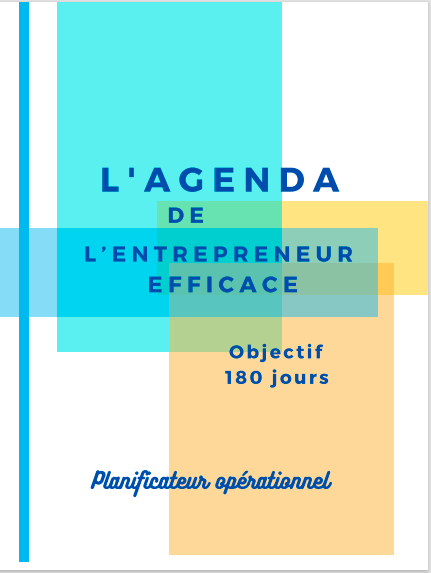 L'AGENDA
DE
L’ENTREPRENEUR
EFFICACE
Objectif
180 jours
Planificateur opérationnel